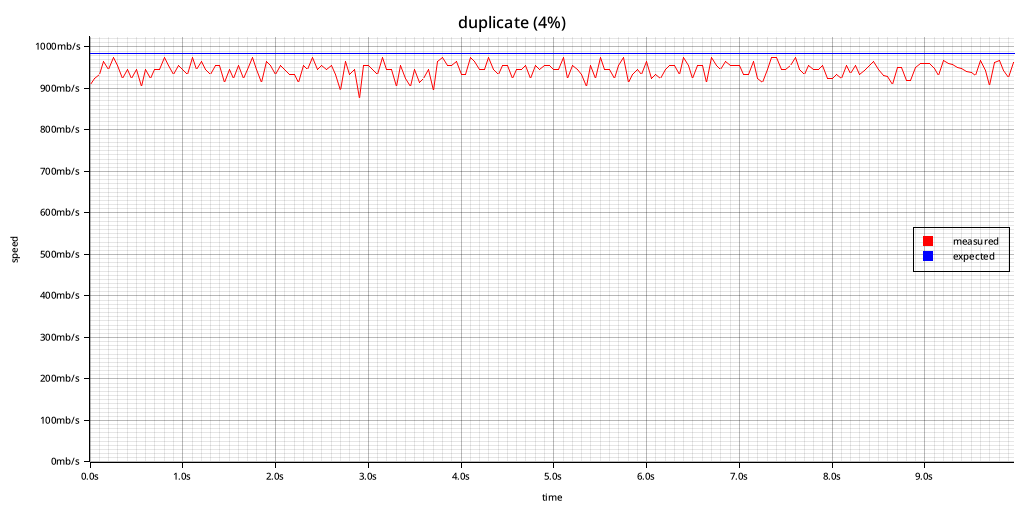 duplicate (4%)
1000mb/s
900mb/s
800mb/s
700mb/s
600mb/s
500mb/s
400mb/s
300mb/s
200mb/s
100mb/s
0mb/s
speed
measured
expected
0.0s 1.0s 2.0s 3.0s 4.0s 5.0s 6.0s 7.0s 8.0s 9.0s
time